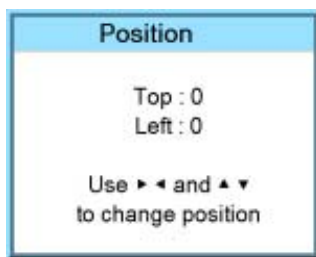 Position
Top : 0
Left : 0
Use ► ◄ and ▲ ▼
to change position